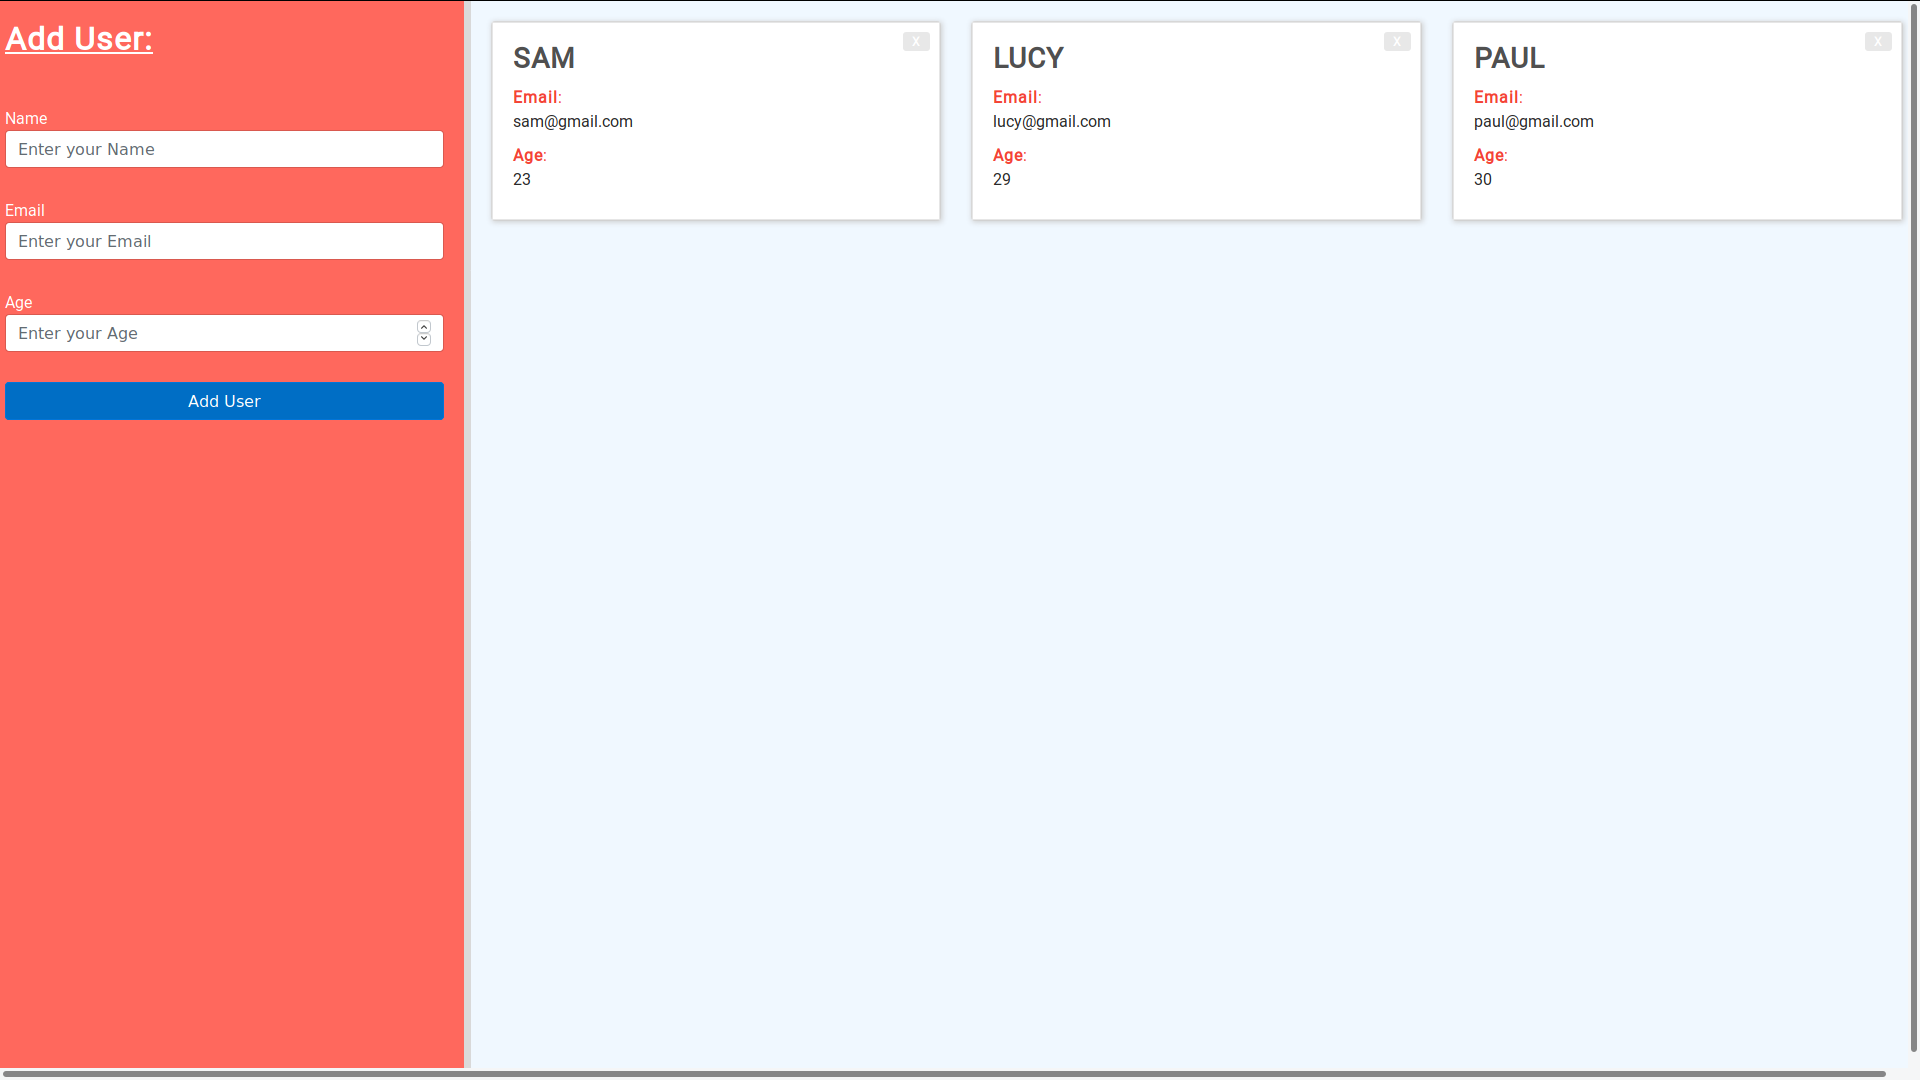 Add User:
Name
Enter your Name
Email
Enter your Email
Age
Enter your Age
Add User
SAM
X
Email:
sam@gmail.com
Age:
23
LUCY
X
Email:
lucy@gmail.com
Age:
29
PAUL
X
Email:
paul@gmail.com
Age:
30